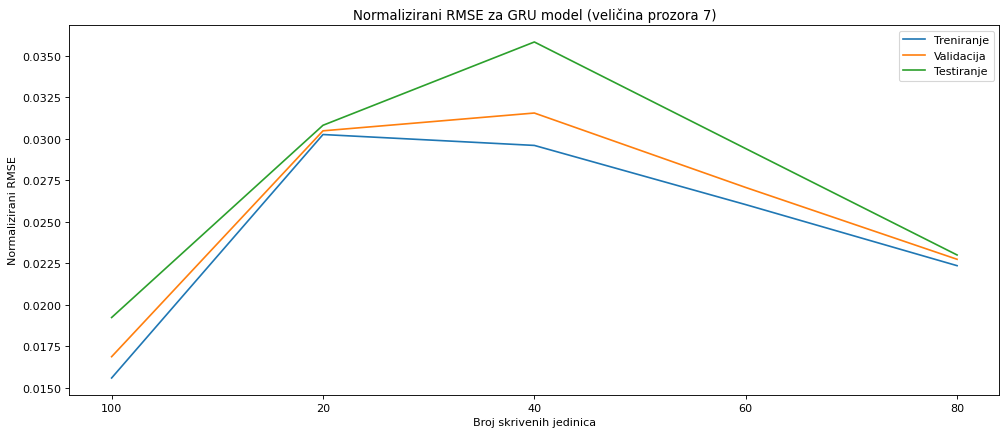 Normalizirani RMSE za GRU model (veličina prozora 7)
Treniranje
Validacija
Testiranje
Normalizirani RMSE
0.0350
0.0325
0.0300
0.0275
0.0250
0.0225
0.0200
0.0175
0.0150
100 20 40 60 80
Broj skrivenih jedinica